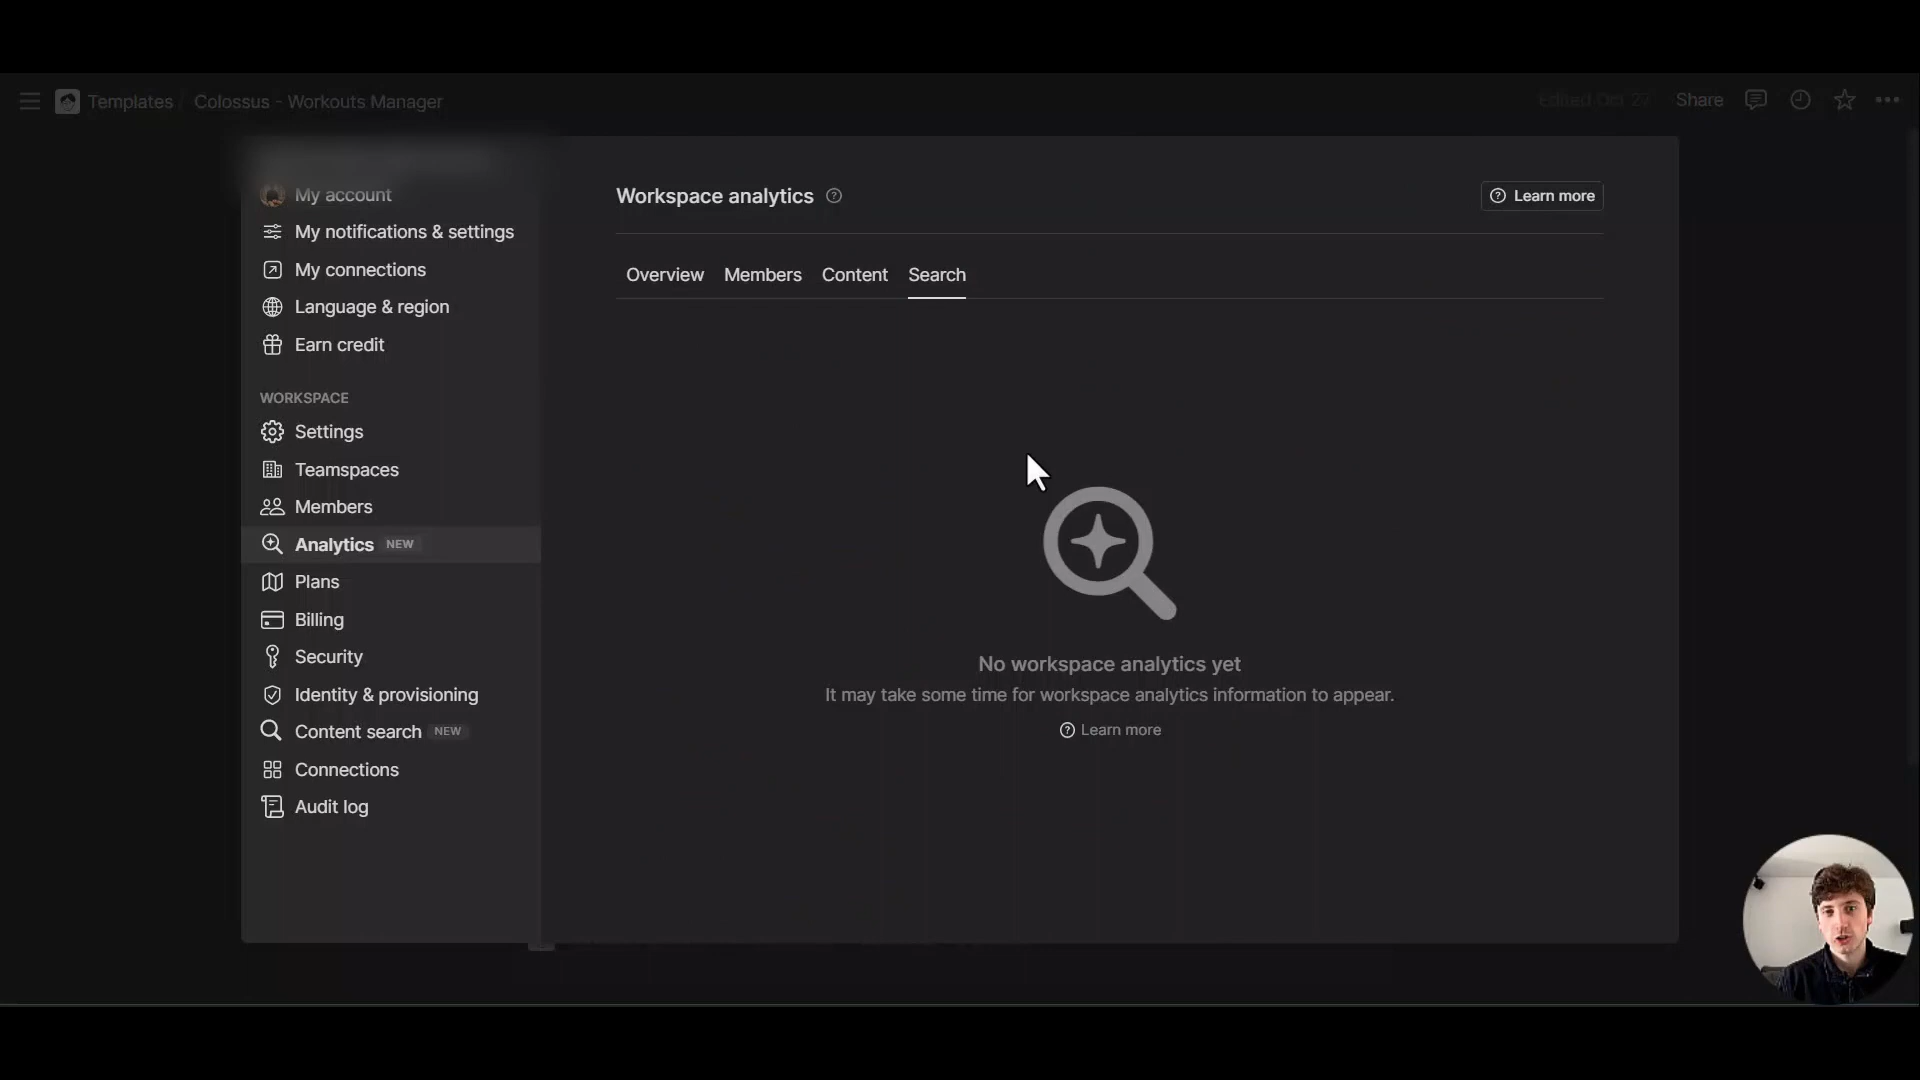 Templates / Colossus - Workouts Manager
Edited Oct 27
Share
My account
My notifications & settings
My connections
Language & region
Earn credit
WORKSPACE
Settings
Teamspaces
Members
Analytics NEW
Plans
Billing
Security
Identity & provisioning
Content search NEW
Connections
Audit log
Workspace analytics
Learn more
Overview Members Content Search
No workspace analytics yet
It may take some time for workspace analytics information to appear.
Learn more